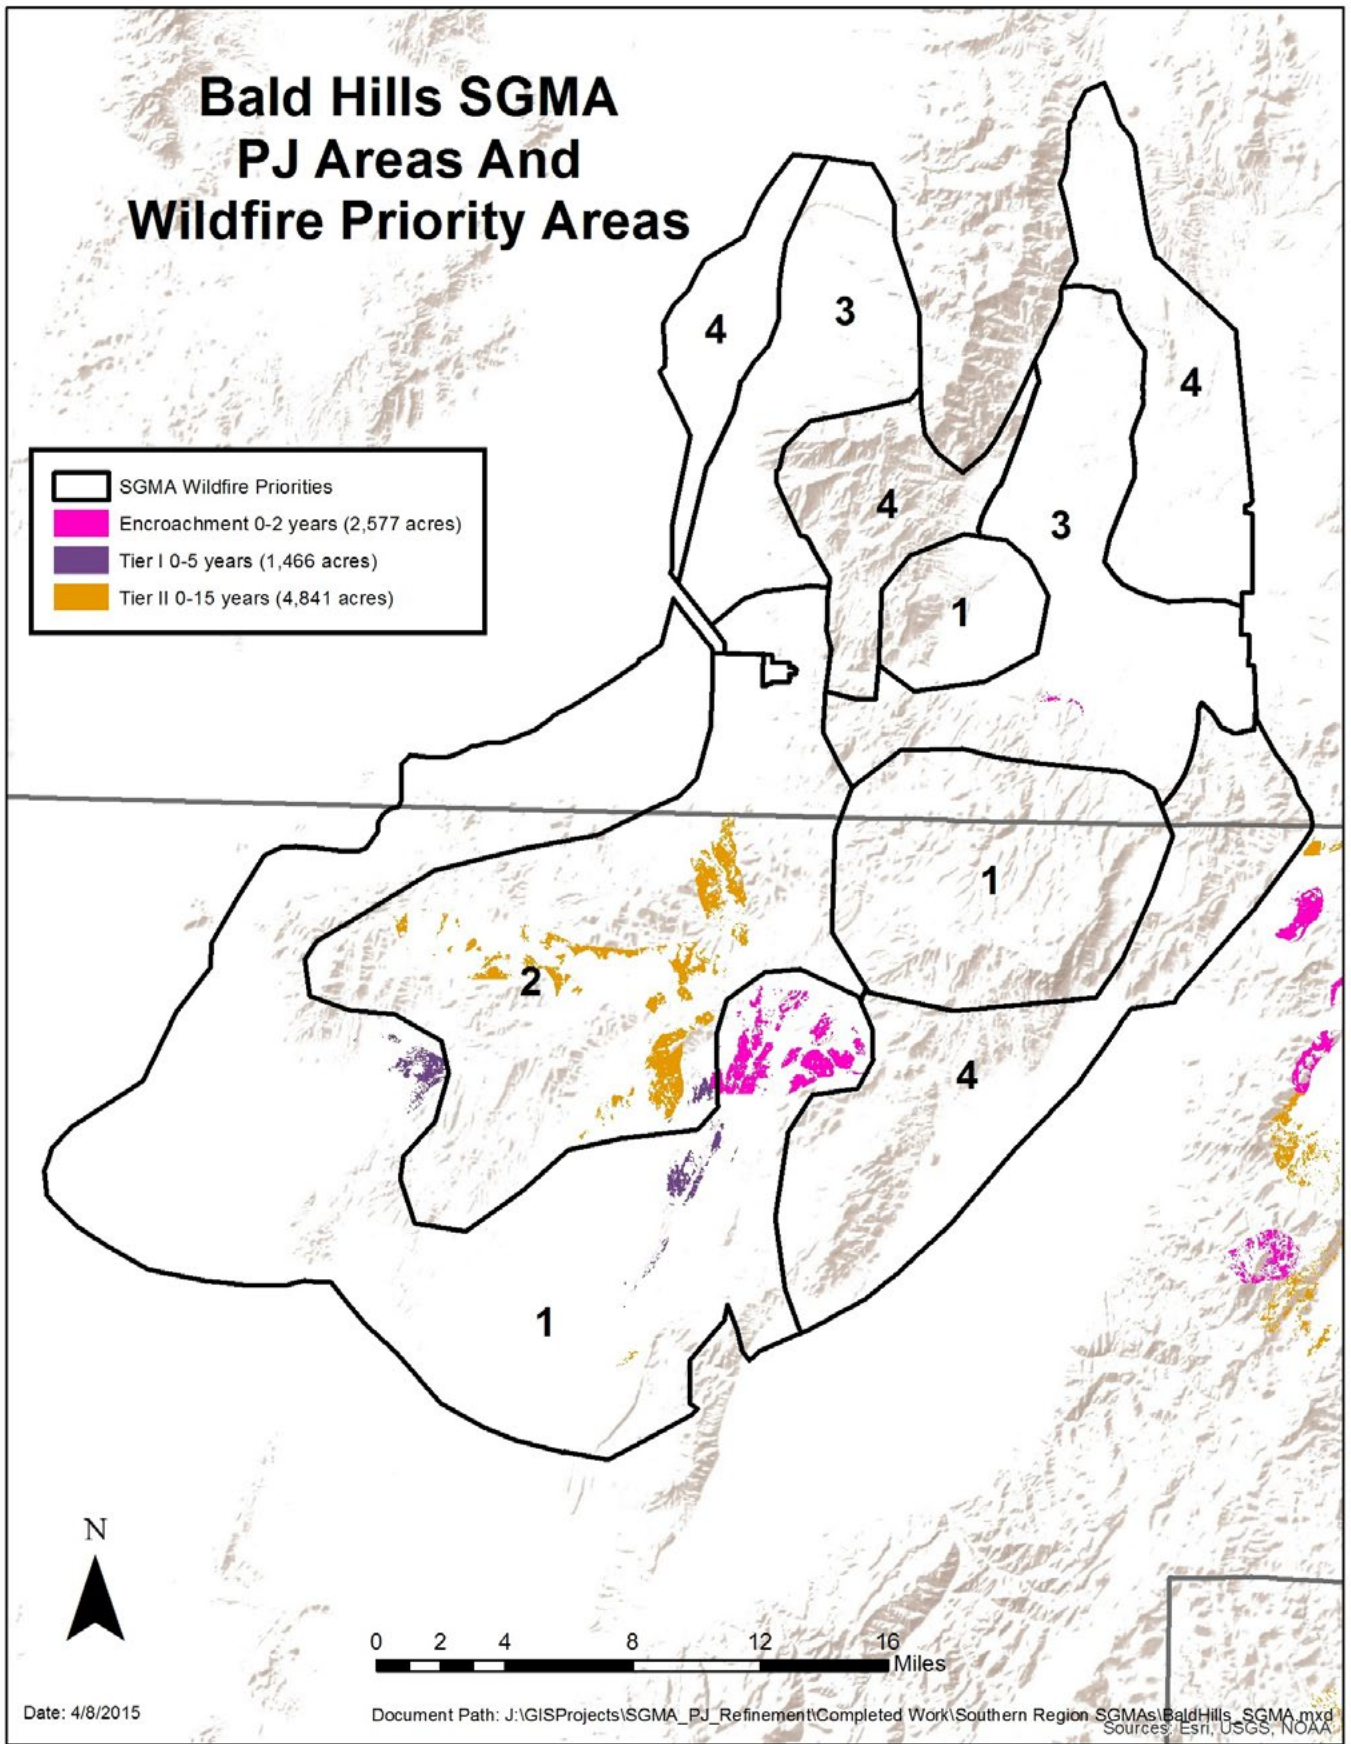 Bald Hills SGMA
PJ Areas And
Wildfire Priority Areas
4
3
4
SGMA Wildfire Priorities
Encroachment 0-2 years (2,577 acres)
Tier I 0-5 years (1,466 acres)
Tier II 0-15 years (4,841 acres)
4
3
1
1
2
4
1
N
0 2 4 8 12 16
Miles
Date: 4/8/2015
Document Path: J:\GISProjects\SGMA_PJ_Refinement\Completed Work\Southern Region SGMAs\BaldHills_SGMA.mxd
Sources: Esri, USGS, NOAA